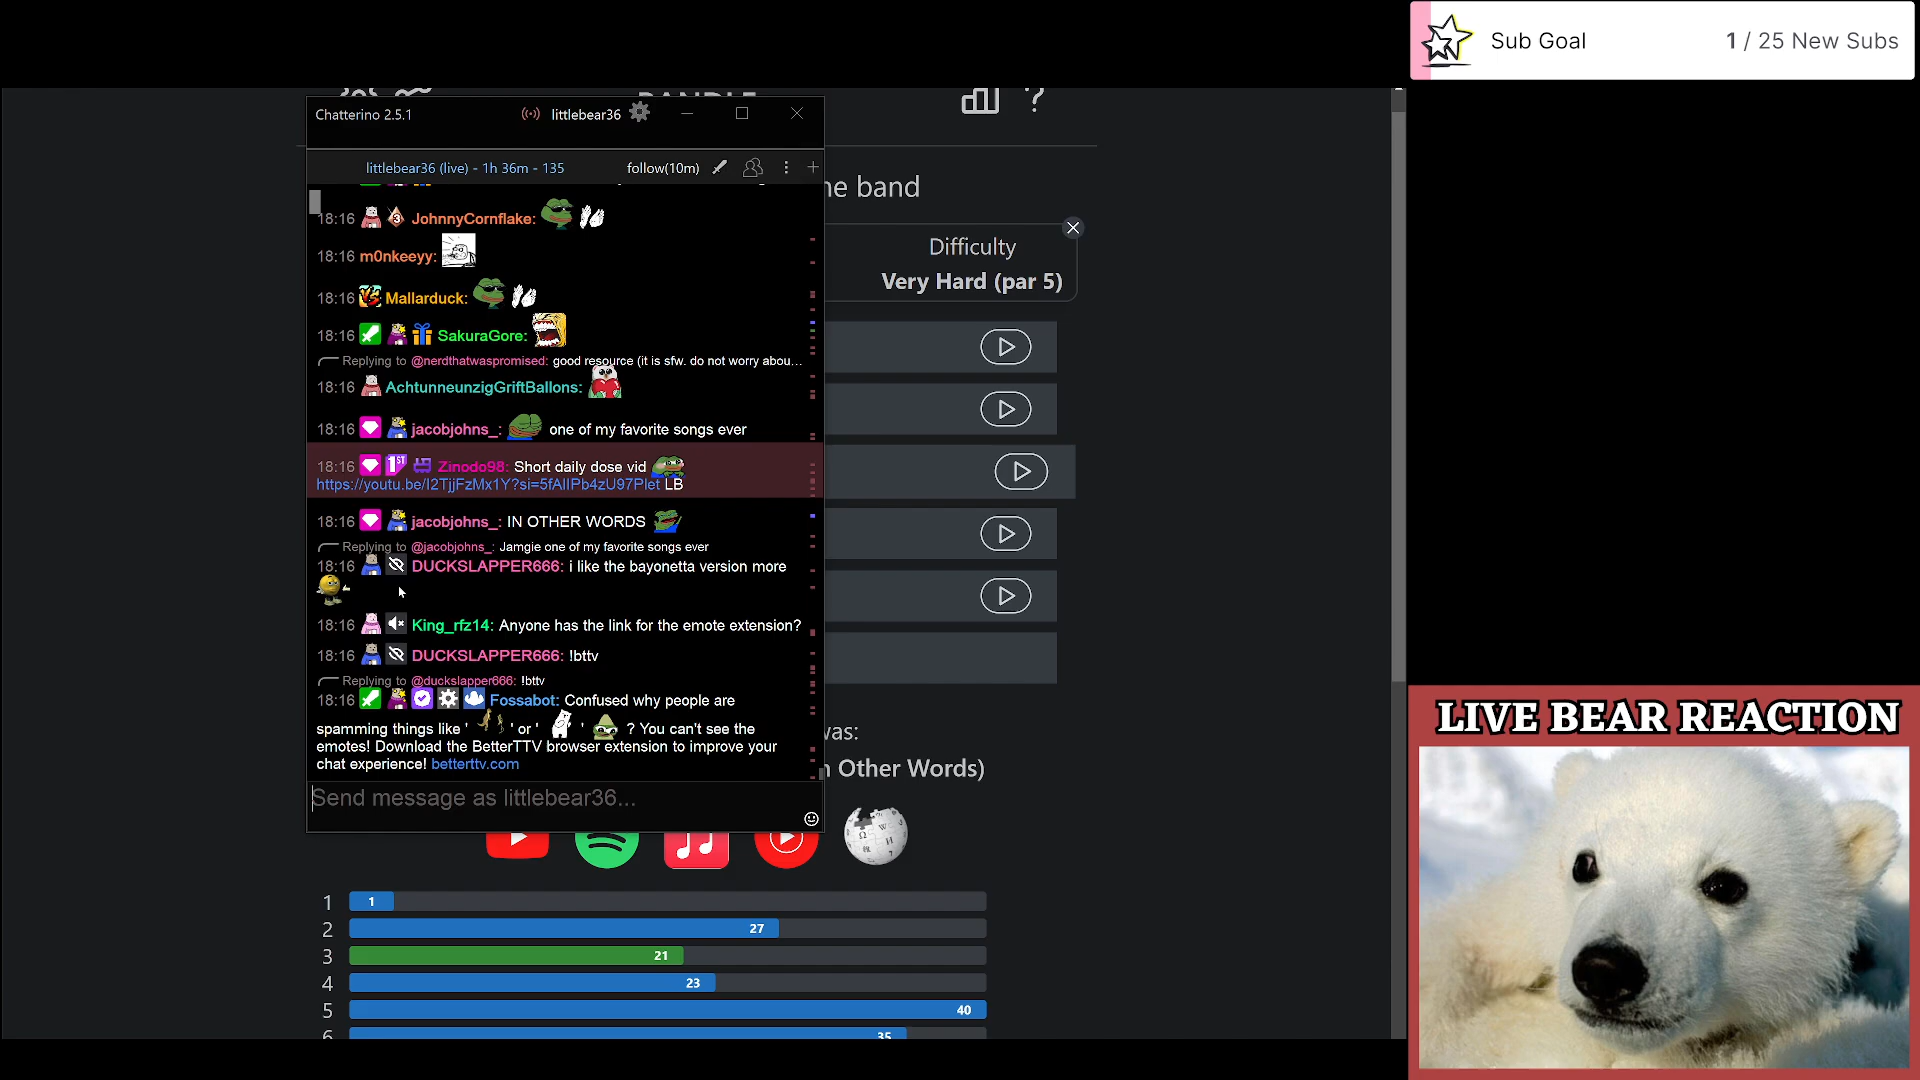 Sub Goal
1 / 25 New Subs
Chatterino 2.5.1
littlebear36
?
littlebear36 (live) - 1h 36m - 135
follow(10m)
he band
18:16 JohnnyCornflake:
18:16 m0nkeeyy:
18:16 Mallarduck:
18:16 SakuraGore:
Replying to @nerdthatwaspromised: good resource (it is sfw. do not worry abou...
18:16 AchtunneunzigGriftBallons:
18:16 jacobjohns_: one of my favorite songs ever
18:16 1ST Zinodo98: Short daily dose vid
https://youtu.be/I2TjjFzMx1Y?si=5fAIIPb4zU97Plet LB
18:16 jacobjohns_: IN OTHER WORDS
Replying to @jacobjohns_: Jamgie one of my favorite songs ever
18:16 DUCKSLAPPER666: i like the bayonetta version more
18:16 King_rfz14: Anyone has the link for the emote extension?
18:16 DUCKSLAPPER666: !bttv
Replying to @duckslapper666: !bttv
18:16 Fossabot: Confused why people are
spamming things like ' ' or ' ' ? You can't see the
emotes! Download the BetterTTV browser extension to improve your
chat experience! betterttv.com
Send message as littlebear36...
Difficulty
Very Hard (par 5)
was:
n Other Words)
1 1
2 27
3 21
4 23
5 40
6 35
LIVE BEAR REACTION